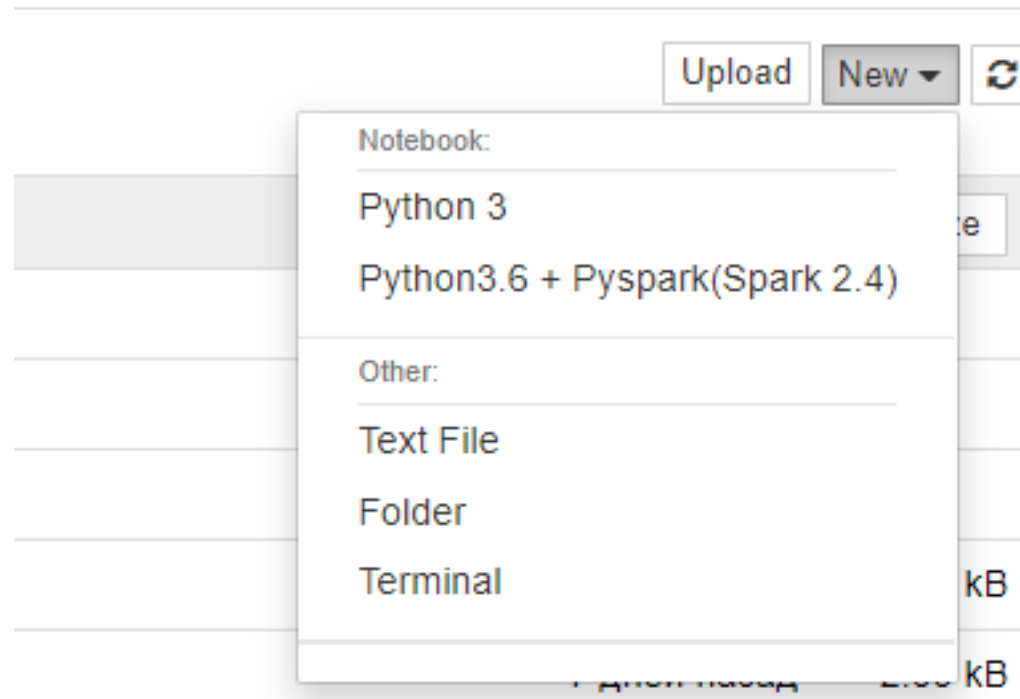 Upload New
Notebook:
Python 3
Python3.6 + Pyspark(Spark 2.4)
Other:
Text File
Folder
Terminal
kB
kB